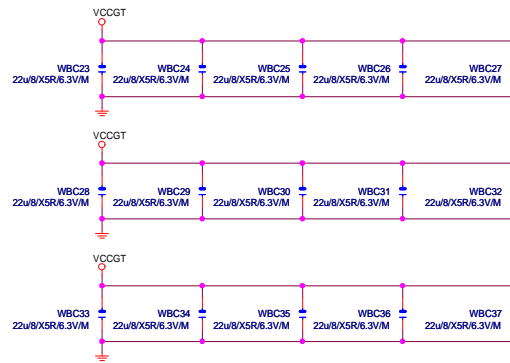 VCCGT
WBC23 WBC24 WBC25 WBC26 WBC27
22u/8/X5R/6.3V/M 22u/8/X5R/6.3V/M 22u/8/X5R/6.3V/M 22u/8/X5R/6.3V/M 22u/8/X5R/6.3V/M
VCCGT
WBC28 WBC29 WBC30 WBC31 WBC32
22u/8/X5R/6.3V/M 22u/8/X5R/6.3V/M 22u/8/X5R/6.3V/M 22u/8/X5R/6.3V/M 22u/8/X5R/6.3V/M
VCCGT
WBC33 WBC34 WBC35 WBC36 WBC37
22u/8/X5R/6.3V/M 22u/8/X5R/6.3V/M 22u/8/X5R/6.3V/M 22u/8/X5R/6.3V/M 22u/8/X5R/6.3V/M